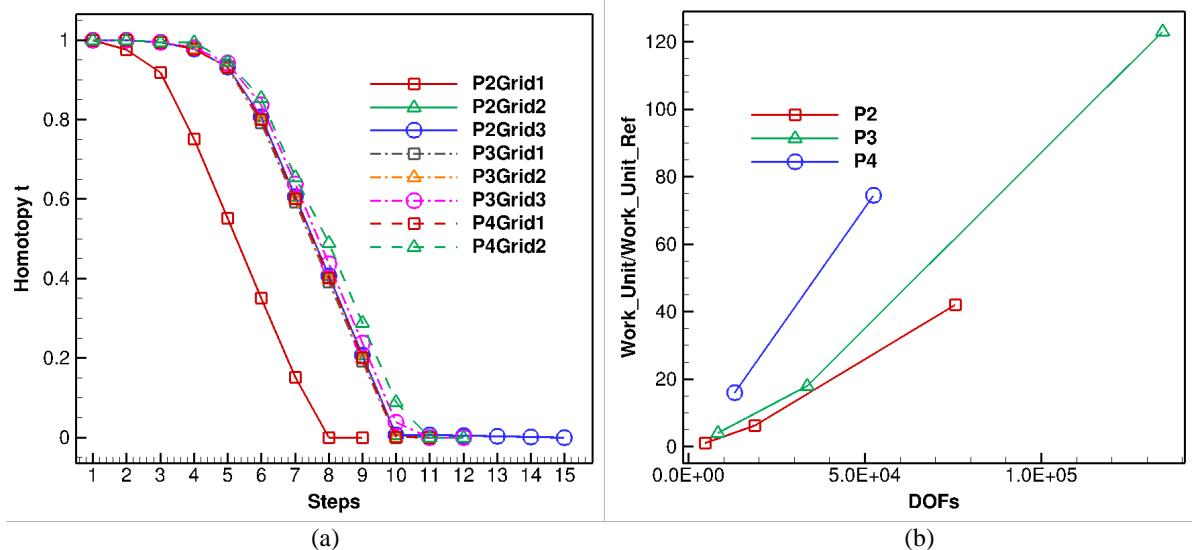 Homotopy t
1
0.8
0.6
0.4
0.2
0
1 2 3 4 5 6 7 8 9 10 11 12 13 14 15
Steps
P2Grid1
P2Grid2
P2Grid3
P3Grid1
P3Grid2
P3Grid3
P4Grid1
P4Grid2
(a)
Work_Unit/Work_Unit_Ref
120
100
80
60
40
20
0
0.0E+00 5.0E+04 1.0E+05
DOFs
P2
P3
P4
(b)